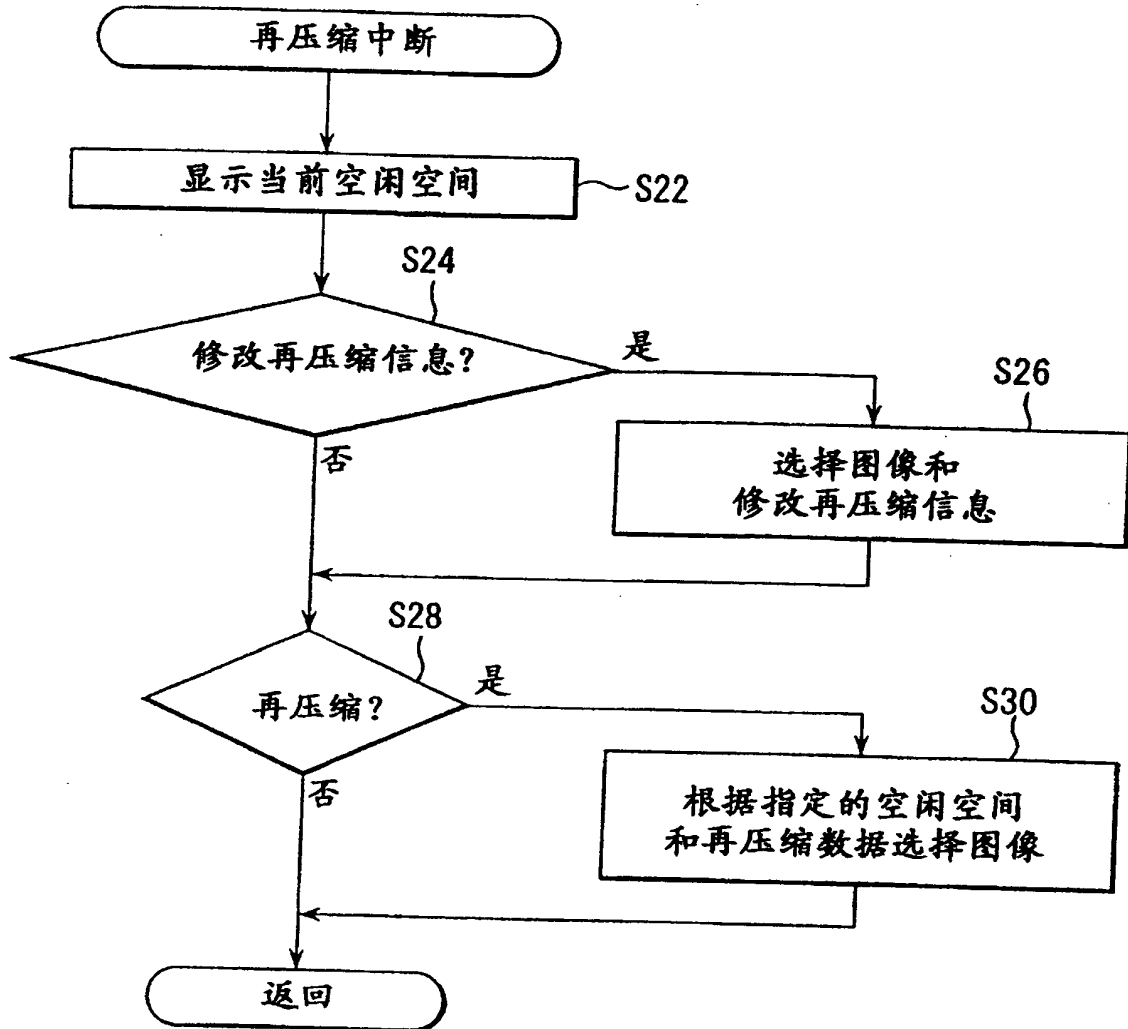 再压缩中断
显示当前空闲空间
S22
S24
修改再压缩信息?
是
S26
选择图像和
修改再压缩信息
否
S28
再压缩?
是
S30
根据指定的空闲空间
和再压缩数据选择图像
否
返回